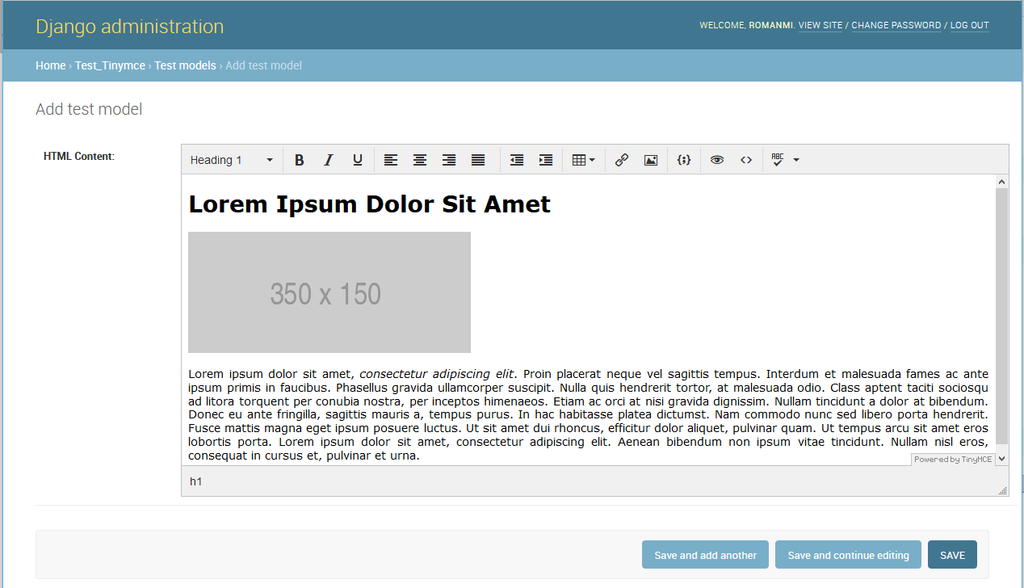 Django administration
WELCOME, ROMANMI. VIEW SITE / CHANGE PASSWORD / LOG OUT
Home › Test_Tinymce › Test models › Add test model
Add test model
HTML Content:
Heading 1 B I U {;} <> ABC
Lorem Ipsum Dolor Sit Amet
350 x 150
Lorem ipsum dolor sit amet, consectetur adipiscing elit. Proin placerat neque vel sagittis tempus. Interdum et malesuada fames ac ante
ipsum primis in faucibus. Phasellus gravida ullamcorper suscipit. Nulla quis hendrerit tortor, at malesuada odio. Class aptent taciti sociosqu
ad litora torquent per conubia nostra, per inceptos himenaeos. Etiam ac orci at nisi gravida dignissim. Nullam tincidunt a dolor at bibendum.
Donec eu ante fringilla, sagittis mauris a, tempus purus. In hac habitasse platea dictumst. Nam commodo nunc sed libero porta hendrerit.
Fusce mattis magna eget ipsum posuere luctus. Ut sit amet dui rhoncus, efficitur dolor aliquet, pulvinar quam. Ut tempus arcu sit amet eros
lobortis porta. Lorem ipsum dolor sit amet, consectetur adipiscing elit. Aenean bibendum non ipsum vitae tincidunt. Nullam nisl eros,
consequat in cursus et, pulvinar et urna.
Powered by TinyMCE
h1
Save and add another
Save and continue editing
SAVE